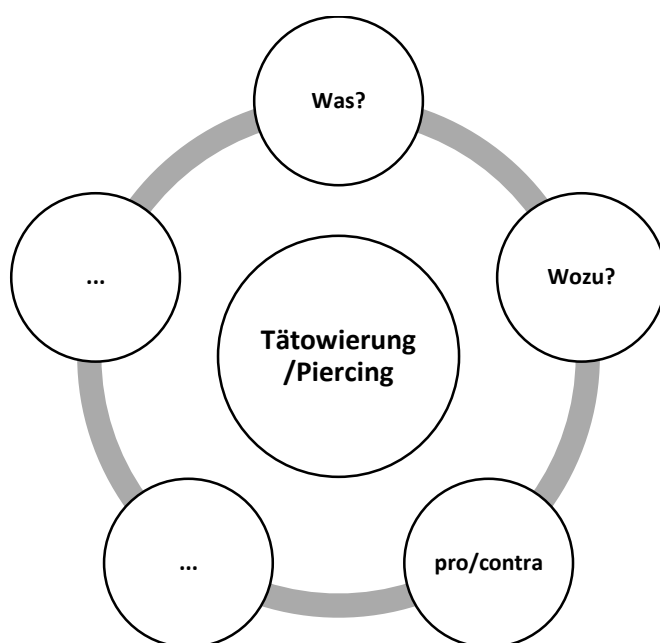 Was?
Wozu?
pro/contra
...
...
Tätowierung
/Piercing